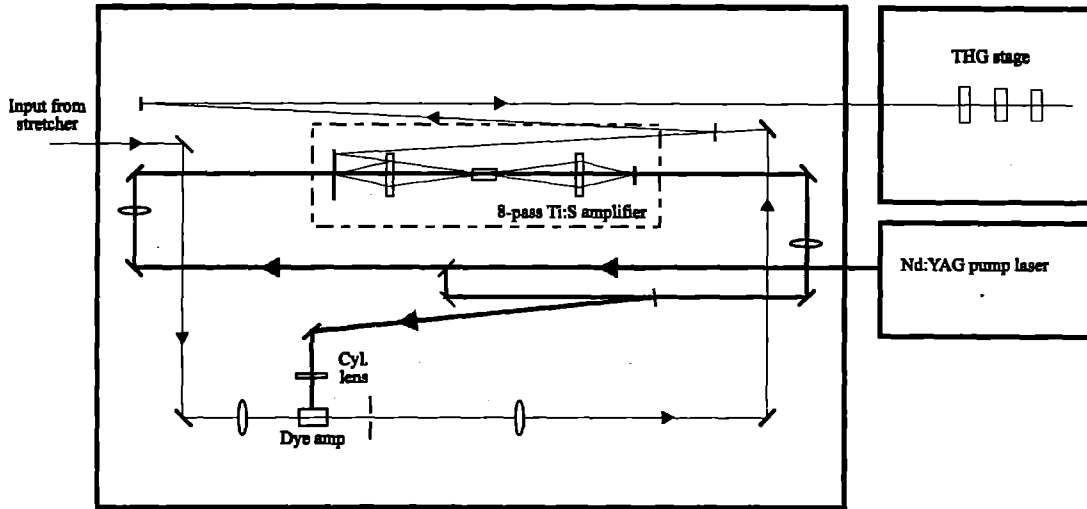 THG stage
Input from
stretcher
8-pass Ti:S amplifier
Nd:YAG pump laser
Cyl.
lens
Dye amp